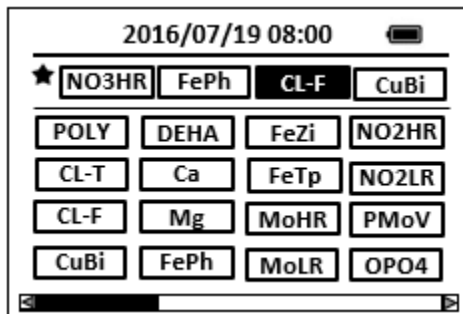 2016/07/19 08:00
NO3HR FePh CL-F CuBi
POLY DEHA FeZi NO2HR
CL-T Ca FeTp NO2LR
CL-F Mg MoHR PMoV
CuBi FePh MoLR OPO4